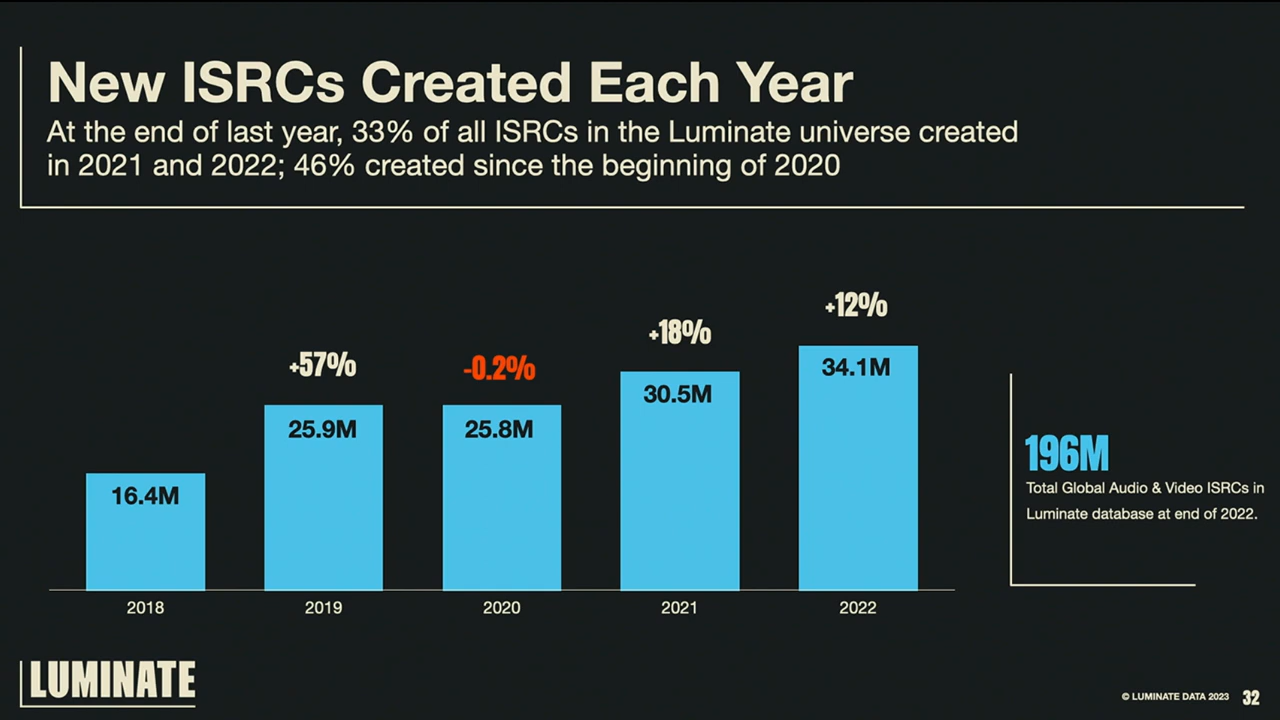 New ISRCs Created Each Year
At the end of last year, 33% of all ISRCs in the Luminate universe created
in 2021 and 2022; 46% created since the beginning of 2020
+57%
-0.2%
+18%
+12%
16.4M
25.9M
25.8M
30.5M
34.1M
2018
2019
2020
2021
2022
196M
Total Global Audio & Video ISRCs in
Luminate database at end of 2022.
LUMINATE
© LUMINATE DATA 2023
32